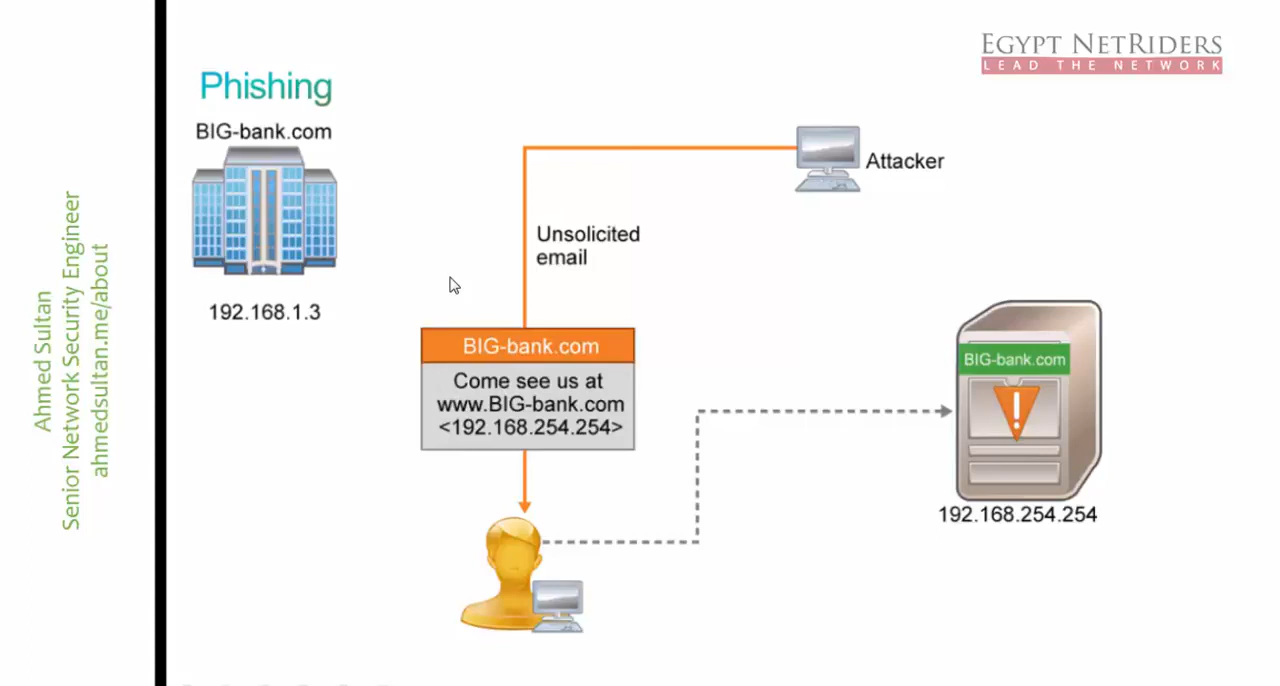 EGYPT NETRIDERS
LEAD THE NETWORK
Phishing
BIG-bank.com
192.168.1.3
Attacker
Unsolicited
email
BIG-bank.com
Come see us at
www.BIG-bank.com
<192.168.254.254>
BIG-bank.com
192.168.254.254
Ahmed Sultan
Senior Network Security Engineer
ahmedsultan.me/about